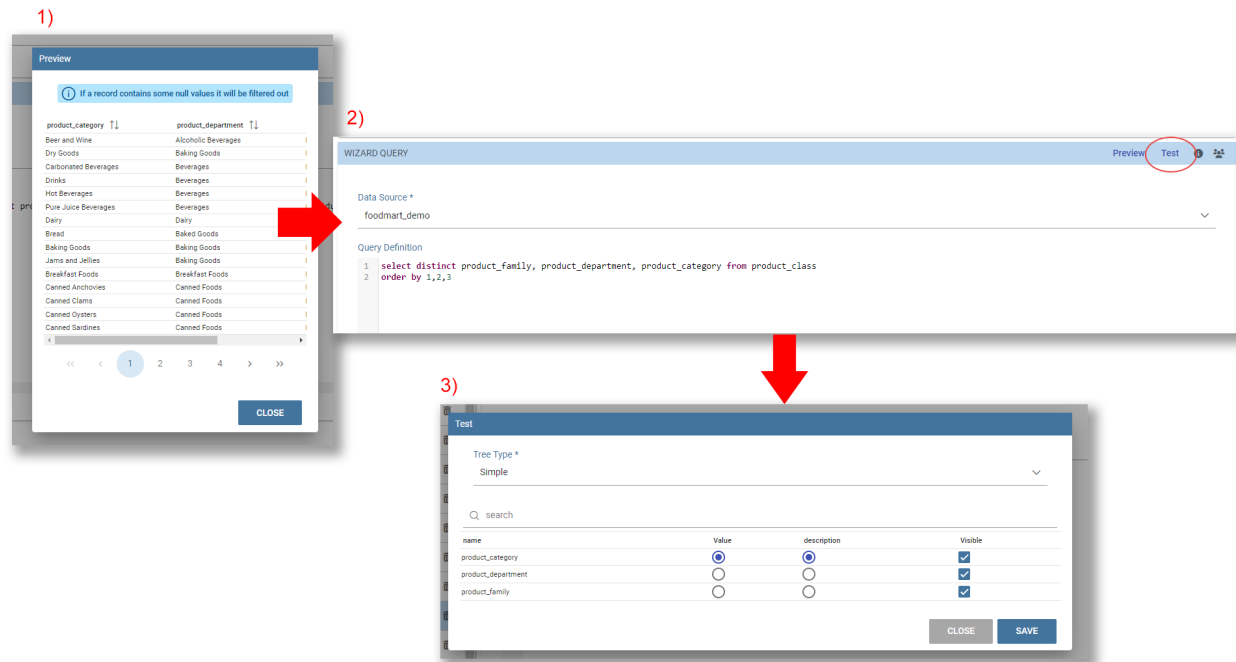 1)
Preview
If a record contains some null values it will be filtered out
product_category product_department
Beer and Wine Alcoholic Beverages
Dry Goods Baking Goods
Carbonated Beverages Beverages
Drinks Beverages
Hot Beverages Beverages
Pure Juice Beverages Beverages
Dairy Dairy
Bread Baked Goods
Baking Goods Baking Goods
Jams and Jellies Baking Goods
Breakfast Foods Breakfast Foods
Canned Anchovies Canned Foods
Canned Clams Canned Foods
Canned Oysters Canned Foods
Canned Sardines Canned Foods
1 2 3 4
CLOSE
2)
WIZARD QUERY Preview Test
Data Source *
foodmart_demo
Query Definition
1 select distinct product_family, product_department, product_category from product_class
2 order by 1,2,3
3)
Test
Tree Type *
Simple
search
name Value description Visible
product_category
product_department
product_family
CLOSE SAVE